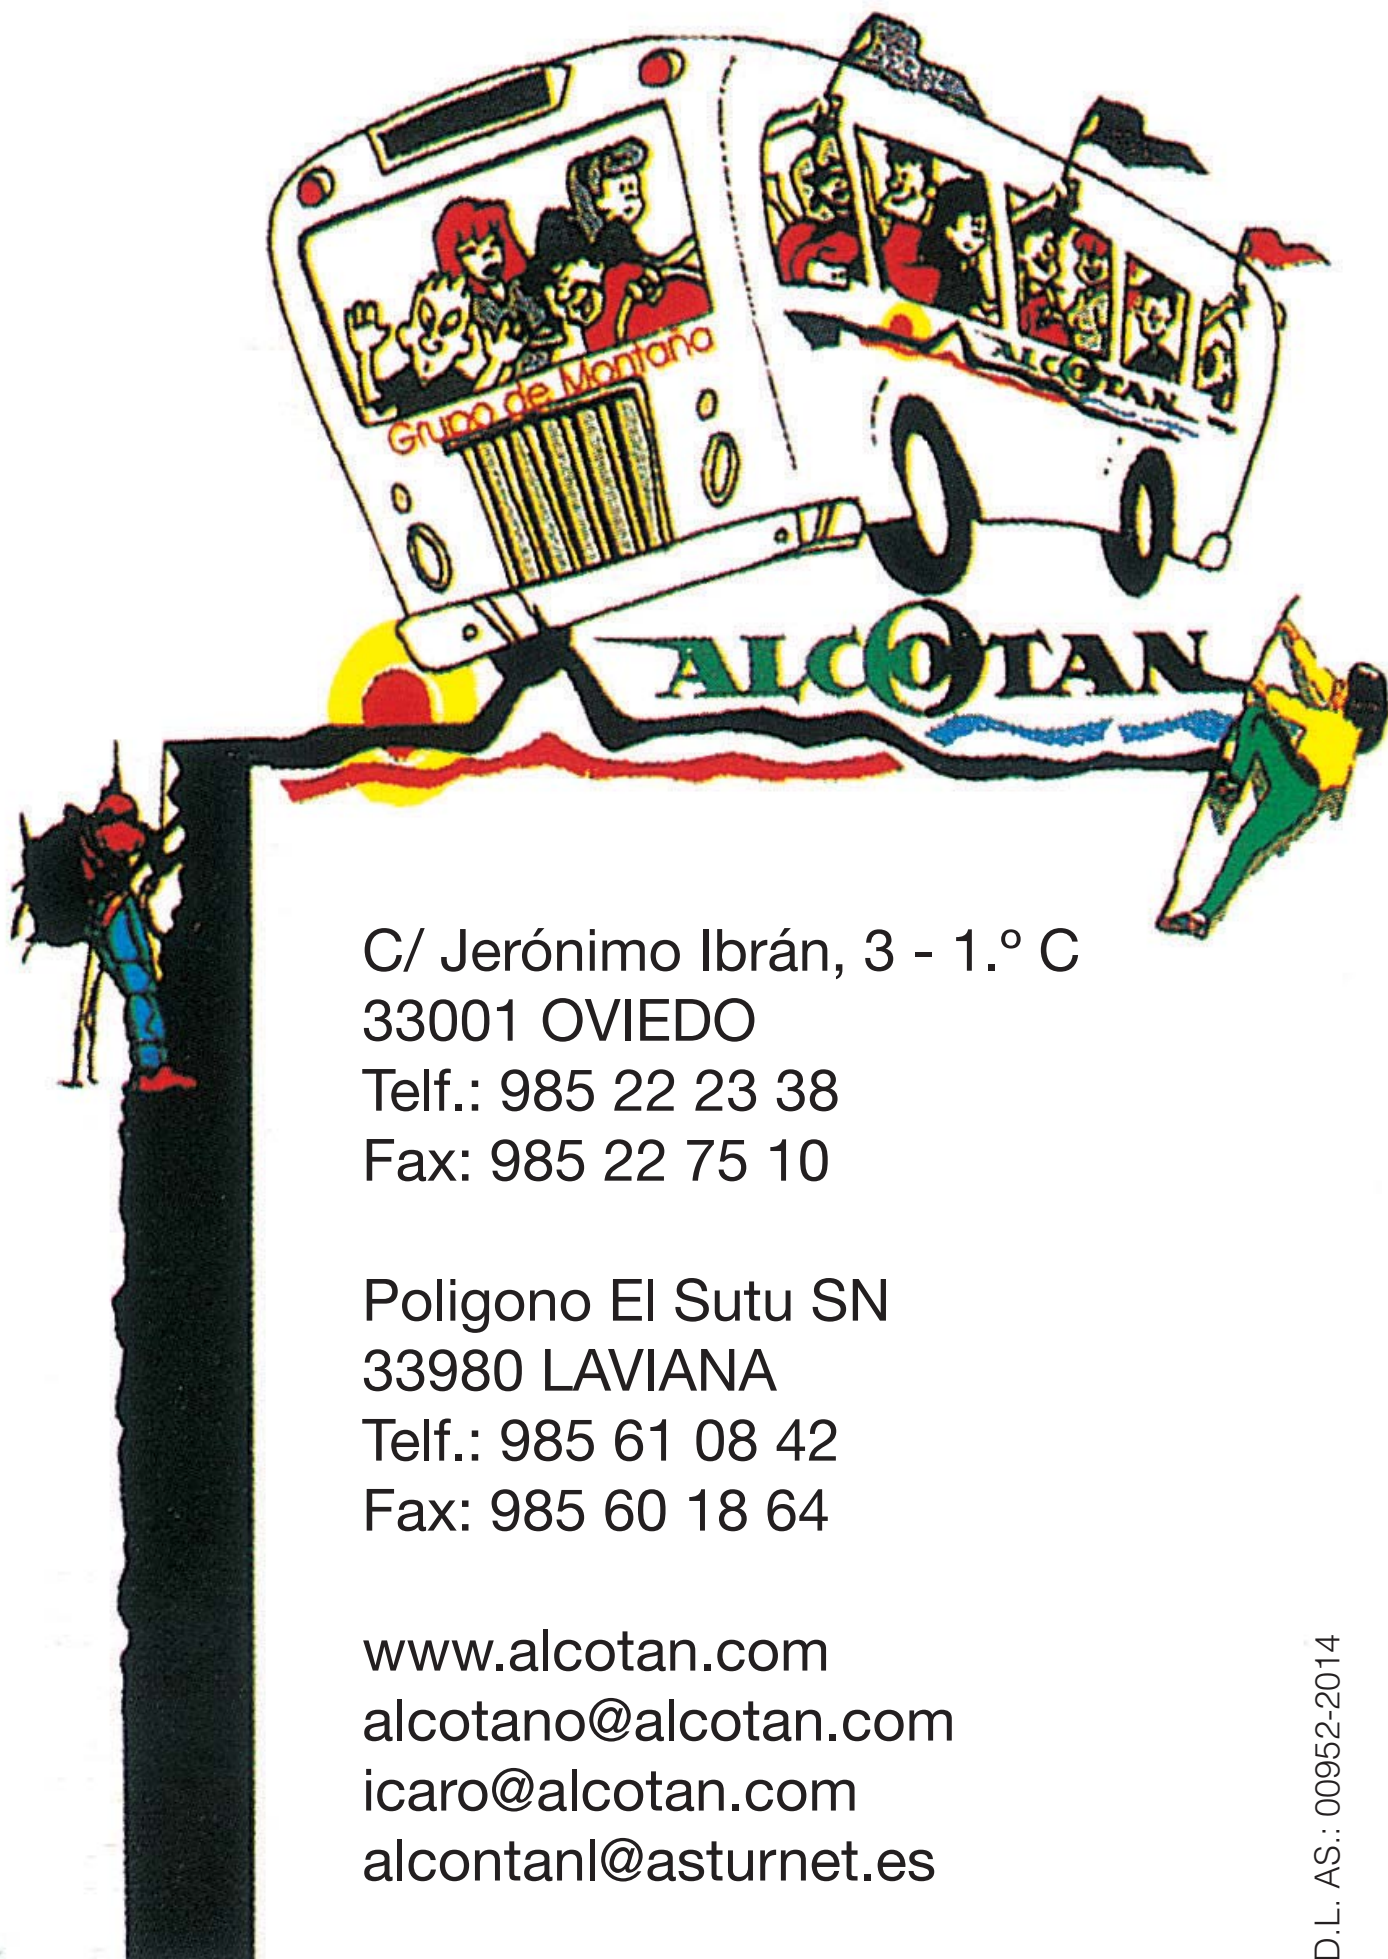 Grupo de Montaña
ALCOTAN
ALCOTAN
C/ Jerónimo Ibrán, 3 - 1.º C
33001 OVIEDO
Telf.: 985 22 23 38
Fax: 985 22 75 10
Poligono El Sutu SN
33980 LAVIANA
Telf.: 985 61 08 42
Fax: 985 60 18 64
www.alcotan.com
alcotano@alcotan.com
icaro@alcotan.com
alcontanl@asturnet.es
D.L. AS.: 00952-2014